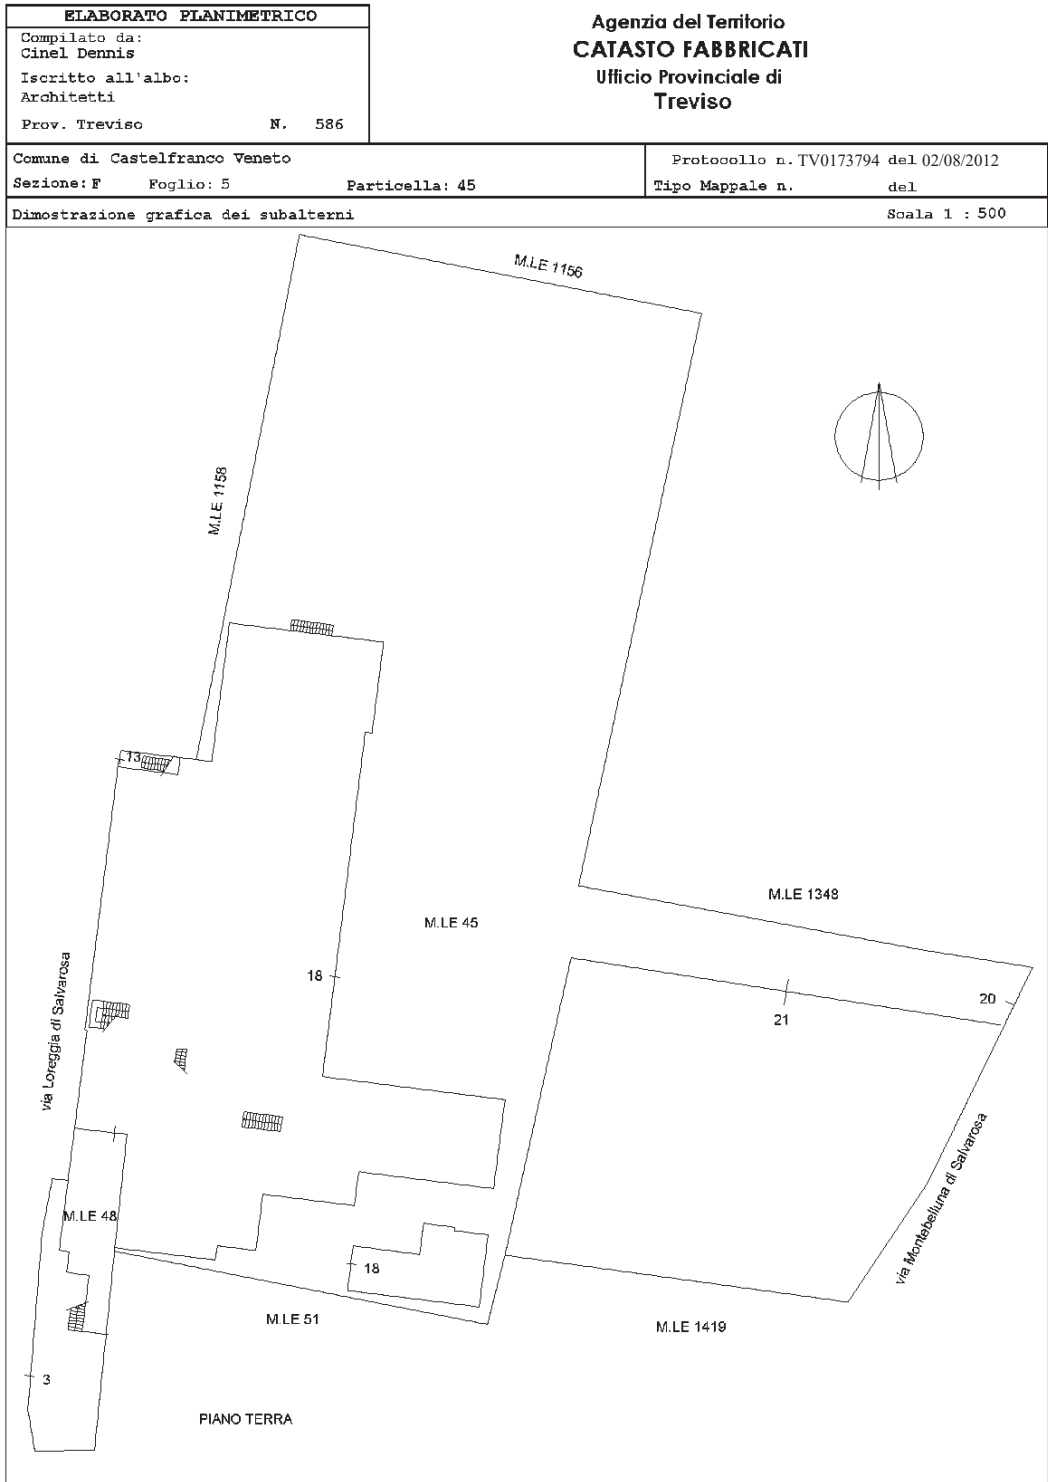 ELABORATO PLANIMETRICO
Compilato da:
Cinel Dennis
Iscritto all'albo:
Architetti
Prov. Treviso N. 586
Agenzia del Territorio
CATASTO FABBRICATI
Ufficio Provinciale di
Treviso
Comune di Castelfranco Veneto
Protocollo n. TV0173794 del 02/08/2012
Sezione: F Foglio: 5 Particella: 45
Tipo Mappale n. del
Dimostrazione grafica dei subalterni
Scala 1 : 500
M.LE 1156
M.LE 1158
13
M.LE 1348
M.LE 45
18
20
21
via Loreggia di Salvarosa
via Montebelluna di Salvarosa
M.LE 48
18
M.LE 51
M.LE 1419
3
PIANO TERRA